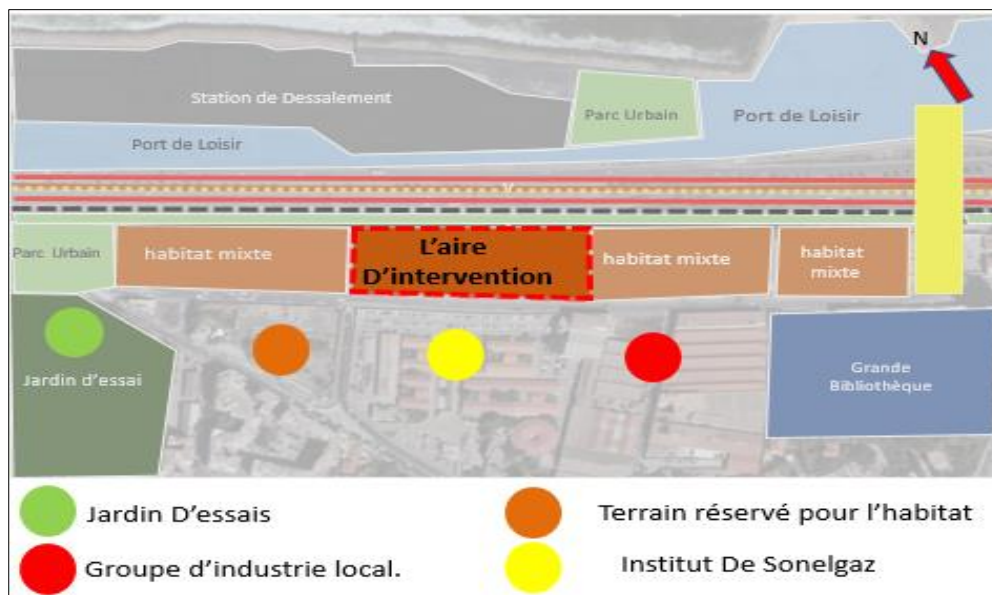 N
Station de Dessalement
Parc Urbain
Port de Loisir
Port de Loisir
Parc Urbain
habitat mixte
L'aire
D'intervention
habitat mixte
habitat
mixte
Jardin d'essai
Grande
Bibliothèque
Jardin D'essais
Terrain réservé pour l'habitat
Groupe d'industrie local.
Institut De Sonelgaz